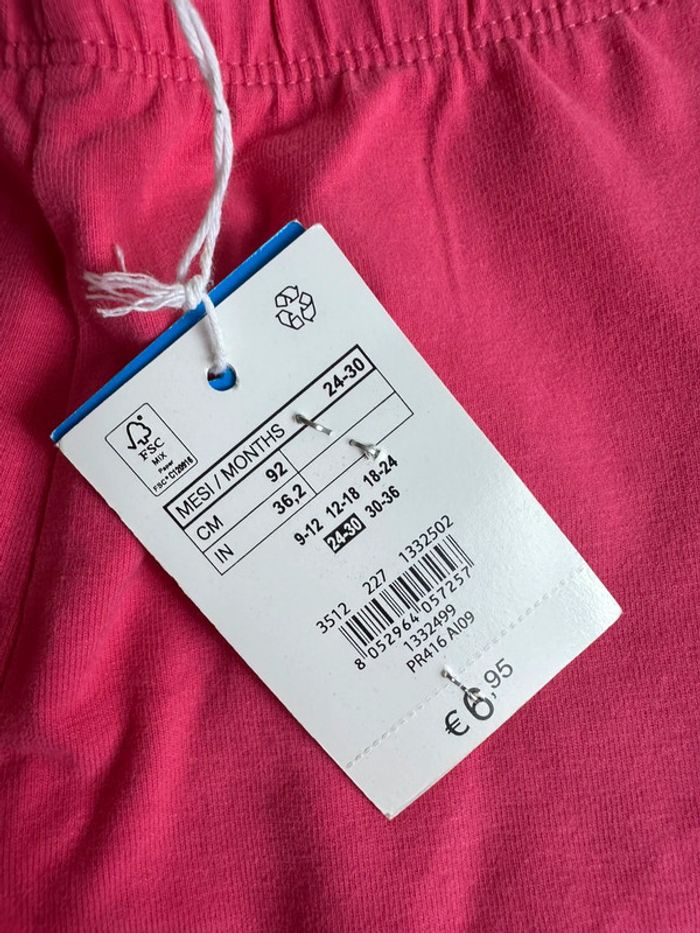 FSC
MIX
Paper
FSC® C120916
MESI / MONTHS 24-30
CM 92
IN 36,2
9-12 12-18 18-24
24-30 30-36
3512 227 1332502
8 052964 057257
1332499
PR416 AI09
€6,95